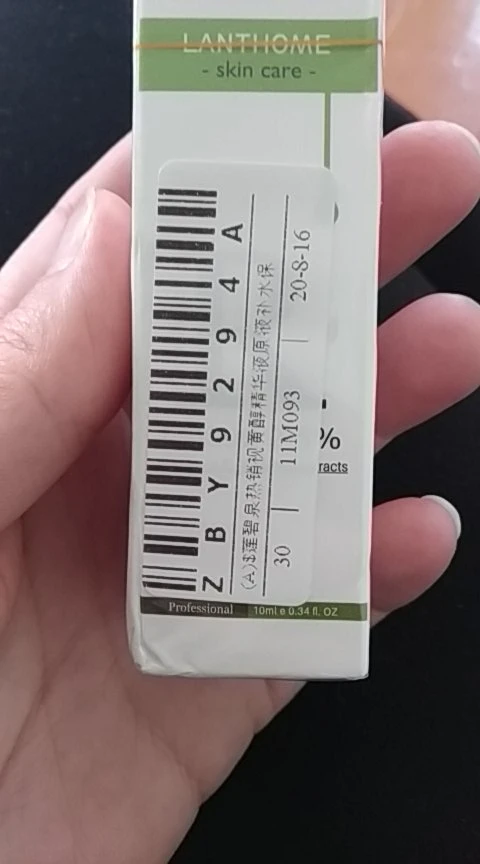 LANTHOME
- skin care -
ZBY9294A
(A)$莲碧泉热销视黄醇精华液原液补水保
30 | 11M093 | 20-8-16
%
racts
Professional 10ml e 0.34 fl. OZ